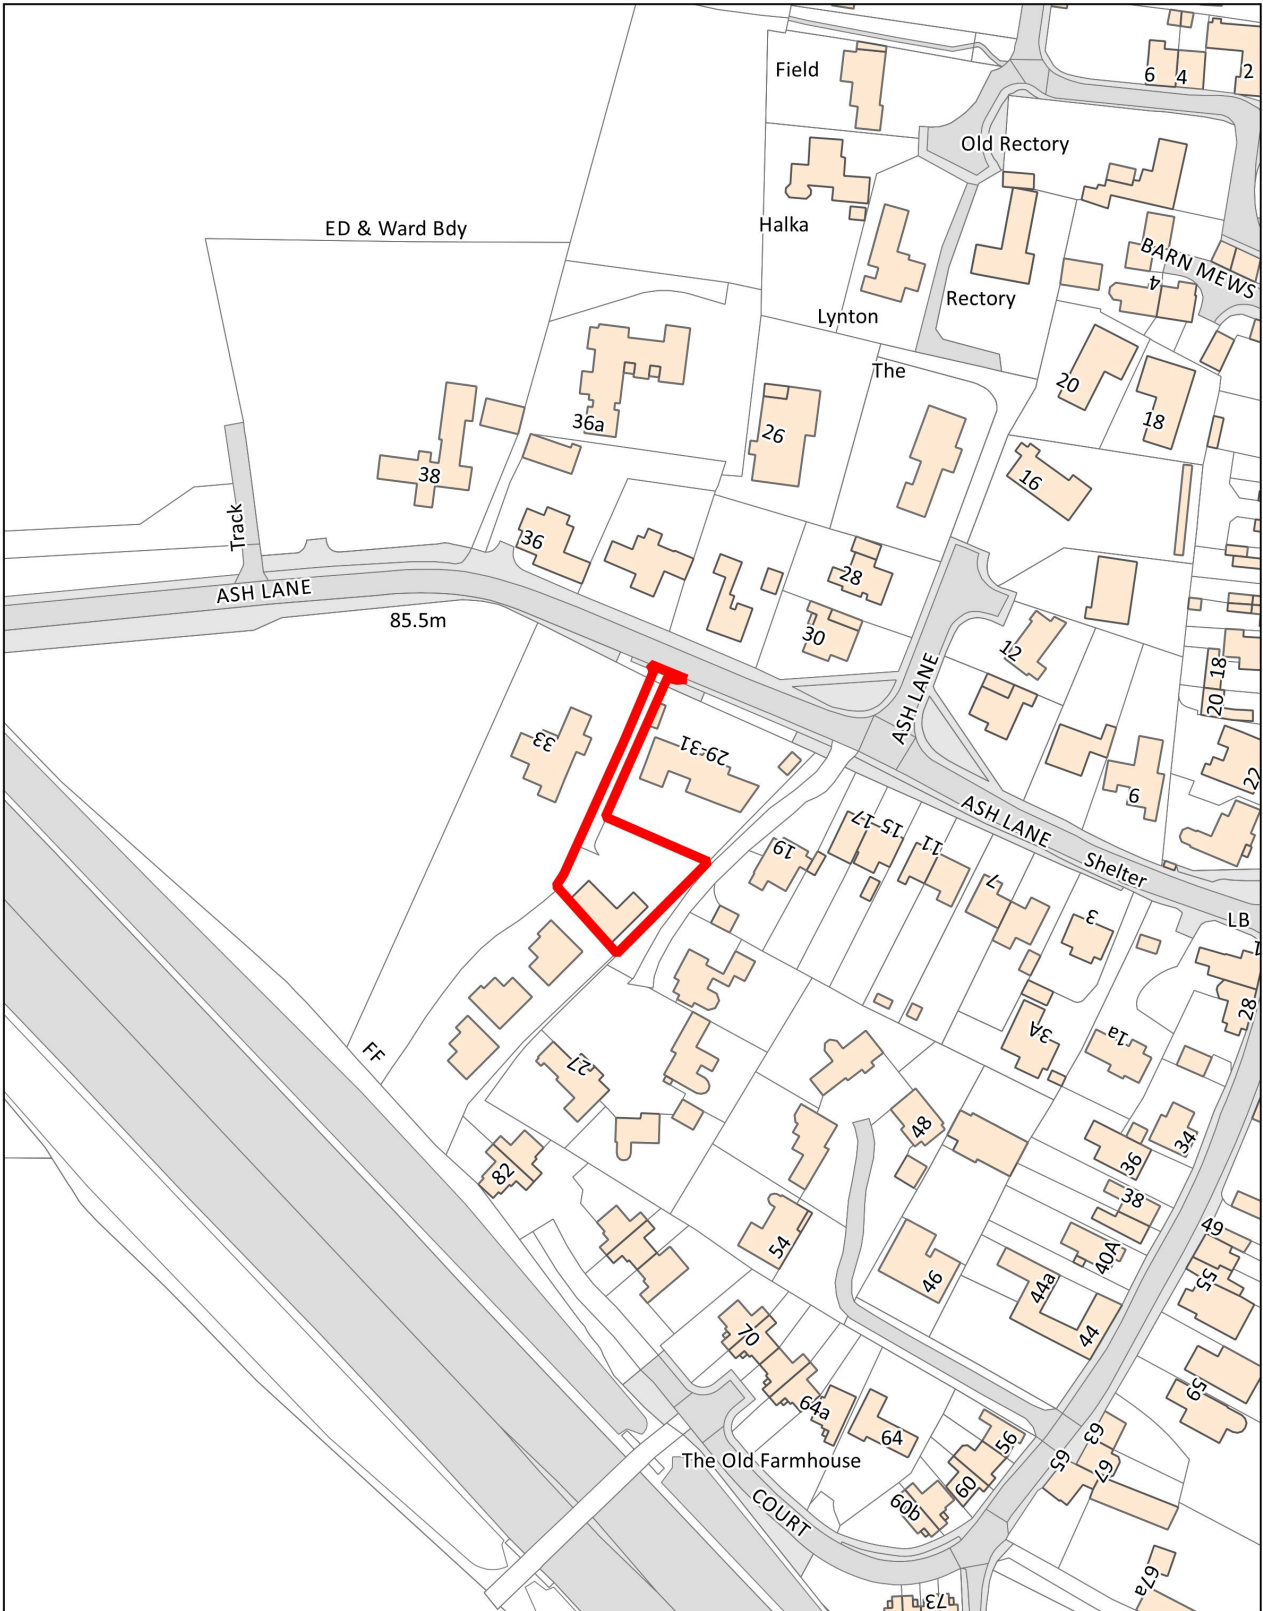 Field
6
4
2
Old Rectory
ED & Ward Bdy
Halka
BARN MEWS
4
Rectory
Lynton
The
20
18
36a
26
38
16
Track
36
28
ASH LANE
85.5m
30
12
ASH LANE
18
20
33
29-31
22
6
ASH LANE
Shelter
19
15-17
11
7
3
LB
1
28
FF
3A
1a
27
48
34
36
82
38
49
54
40A
55
46
44a
44
70
59
64a
64
56
63
The Old Farmhouse
65
67
60
60b
COURT
67a
73